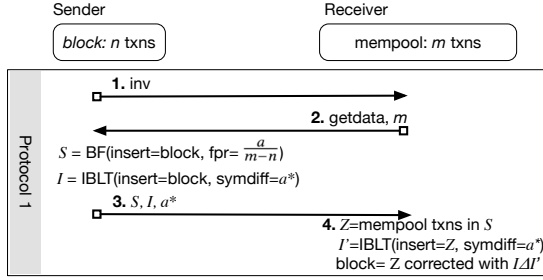 Sender
Receiver
block: n txns
mempool: m txns
Protocol 1
1. inv
2. getdata, m
S = BF(insert=block, fpr= a/(m−n))
I = IBLT(insert=block, symdiff=a*)
3. S, I, a*
4. Z=mempool txns in S
I'=IBLT(insert=Z, symdiff=a*)
block= Z corrected with IΔI'